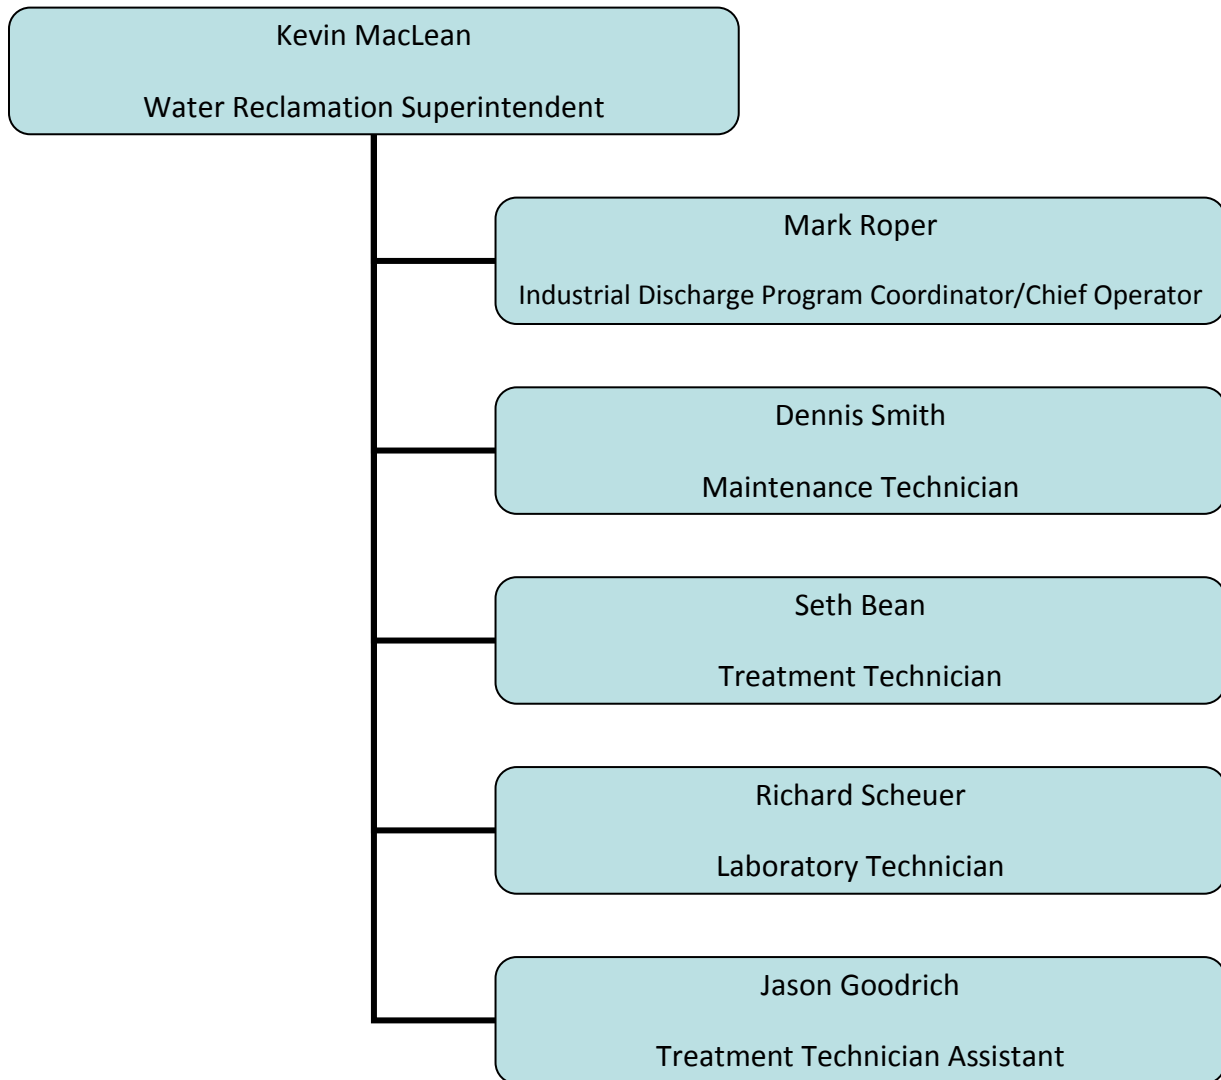 Kevin MacLean
Water Reclamation Superintendent
Mark Roper
Industrial Discharge Program Coordinator/Chief Operator
Dennis Smith
Maintenance Technician
Seth Bean
Treatment Technician
Richard Scheuer
Laboratory Technician
Jason Goodrich
Treatment Technician Assistant